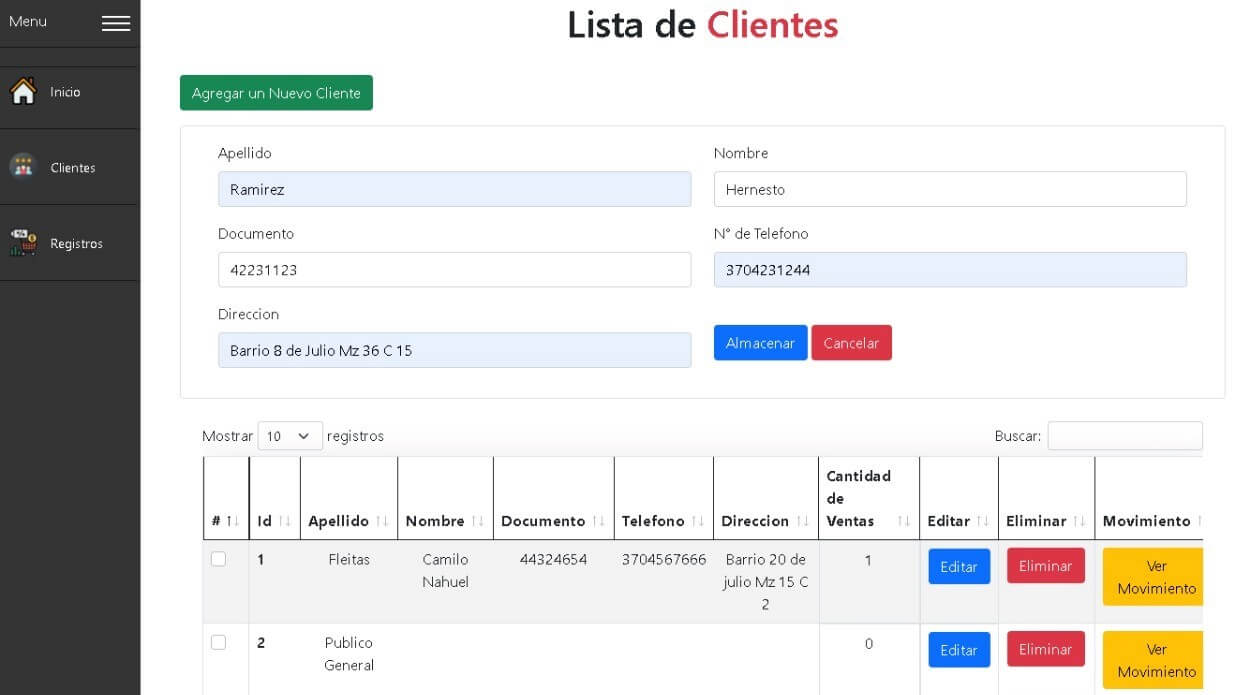 Menu
Lista de Clientes
Inicio
Clientes
Registros
Agregar un Nuevo Cliente
Apellido
Nombre
Ramirez
Hernesto
Documento
N° de Telefono
42231123
3704231244
Direccion
Barrio 8 de Julio Mz 36 C 15
Almacenar
Cancelar
Mostrar 10 registros
Buscar:
# Id Apellido Nombre Documento Telefono Direccion Cantidad de Ventas Editar Eliminar Movimiento
1 Fleitas Camilo Nahuel 44324654 3704567666 Barrio 20 de julio Mz 15 C 2 1 Editar Eliminar Ver Movimiento
2 Publico General 0 Editar Eliminar Ver Movimiento